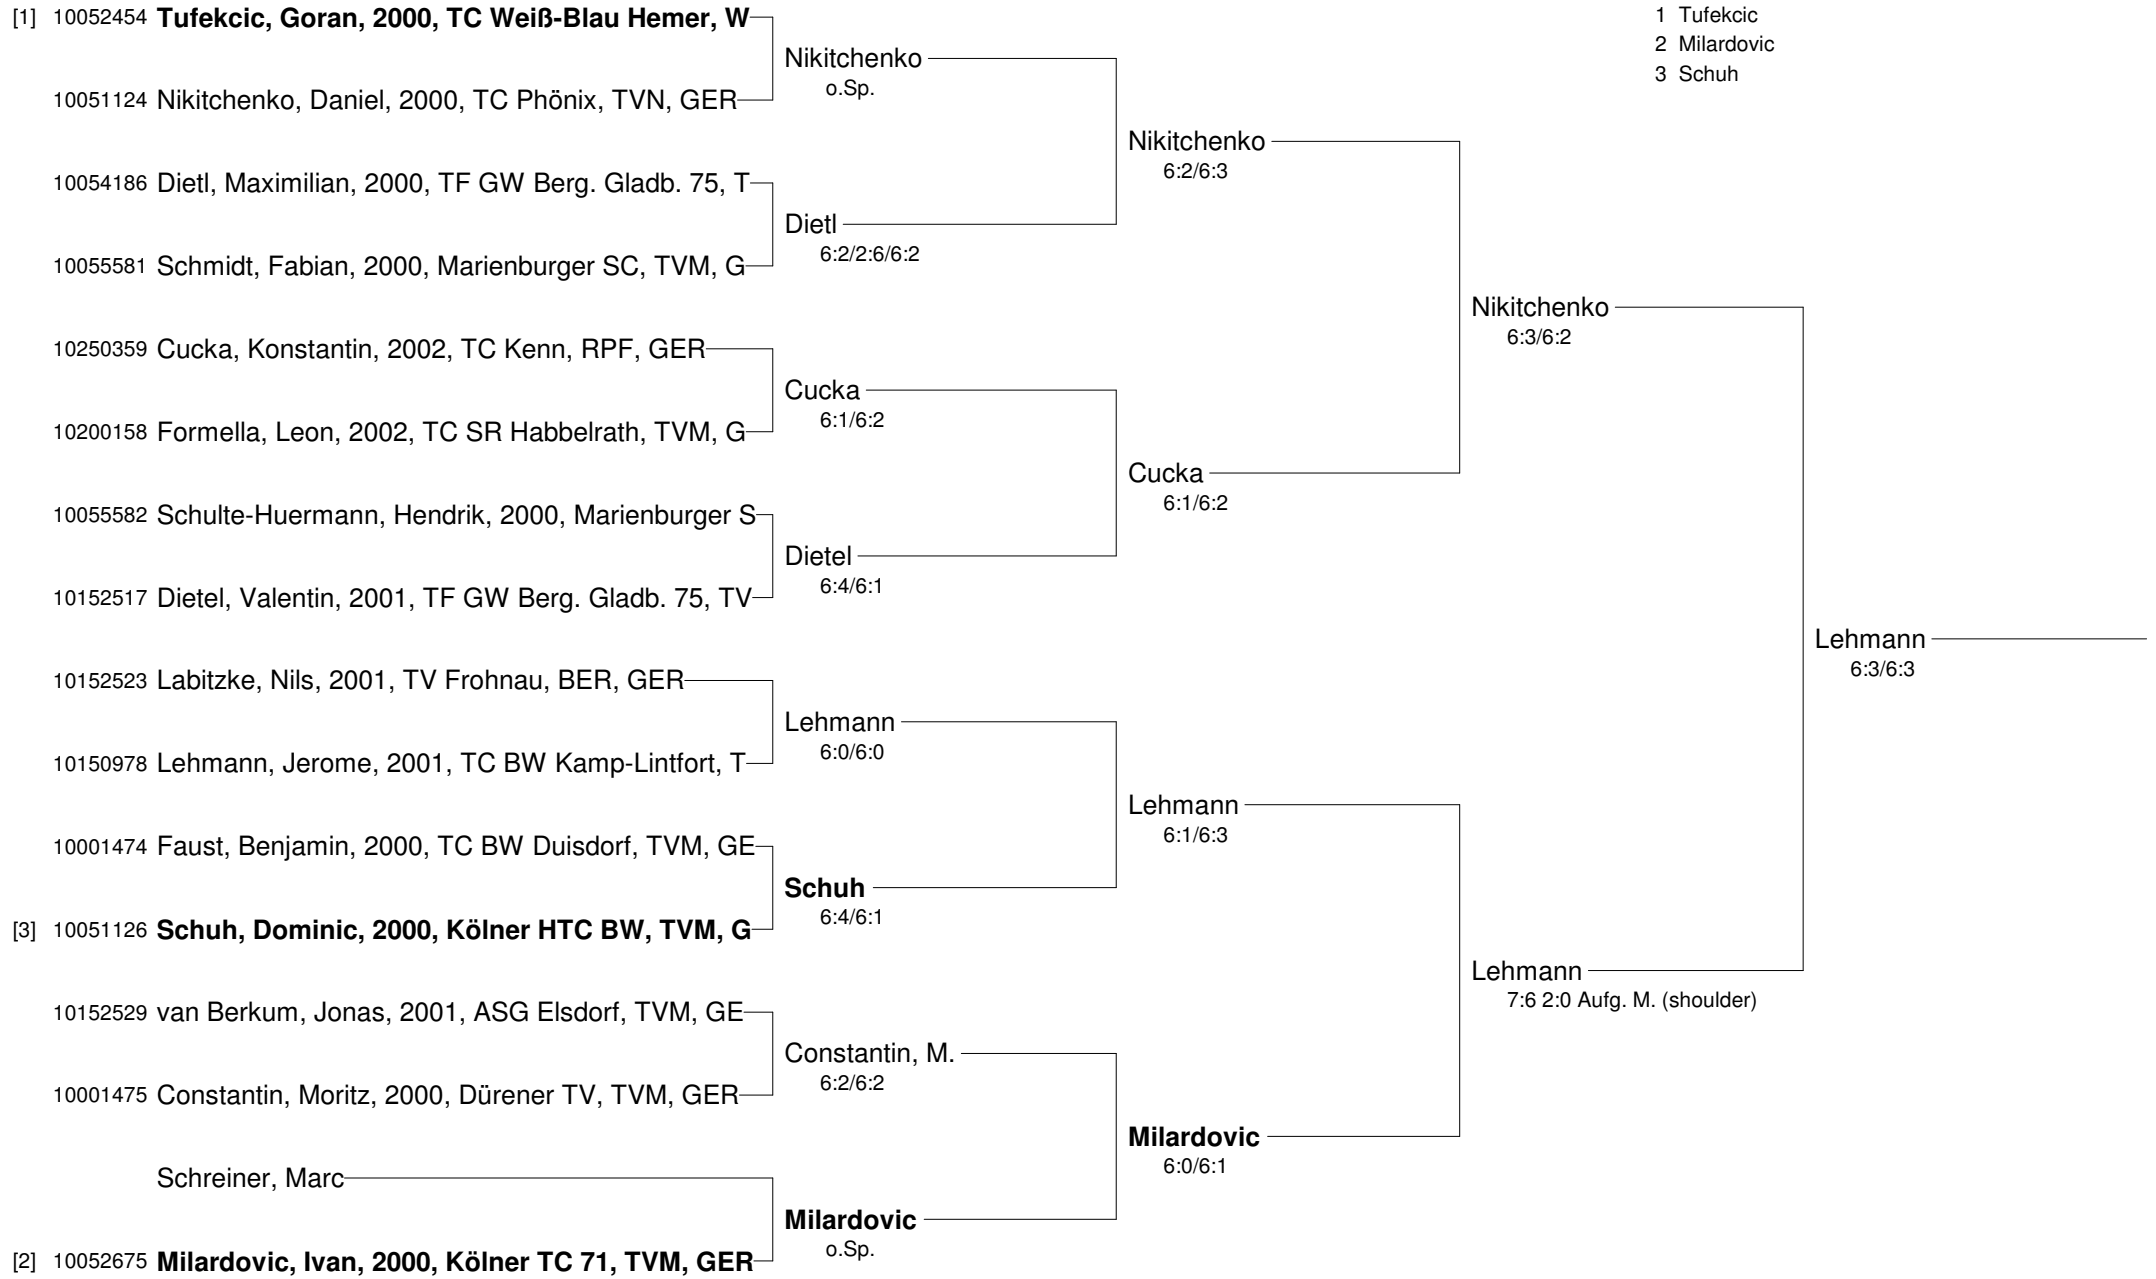 [1] 10052454 Tufekcic, Goran, 2000, TC Weiß-Blau Hemer, W
10051124 Nikitchenko, Daniel, 2000, TC Phönix, TVN, GER
10054186 Dietl, Maximilian, 2000, TF GW Berg. Gladb. 75, T
10055581 Schmidt, Fabian, 2000, Marienburger SC, TVM, G
10250359 Cucka, Konstantin, 2002, TC Kenn, RPF, GER
10200158 Formella, Leon, 2002, TC SR Habbelrath, TVM, G
10055582 Schulte-Huermann, Hendrik, 2000, Marienburger S
10152517 Dietel, Valentin, 2001, TF GW Berg. Gladb. 75, TV
10152523 Labitzke, Nils, 2001, TV Frohnau, BER, GER
10150978 Lehmann, Jerome, 2001, TC BW Kamp-Lintfort, T
10001474 Faust, Benjamin, 2000, TC BW Duisdorf, TVM, GE
[3] 10051126 Schuh, Dominic, 2000, Kölner HTC BW, TVM, G
10152529 van Berkum, Jonas, 2001, ASG Elsdorf, TVM, GE
10001475 Constantin, Moritz, 2000, Dürener TV, TVM, GER
Schreiner, Marc
[2] 10052675 Milardovic, Ivan, 2000, Kölner TC 71, TVM, GER
Nikitchenko
o.Sp.
Dietl
6:2/2:6/6:2
Cucka
6:1/6:2
Dietel
6:4/6:1
Lehmann
6:0/6:0
Schuh
6:4/6:1
Constantin, M.
6:2/6:2
Milardovic
o.Sp.
Nikitchenko
6:2/6:3
Cucka
6:1/6:2
Lehmann
6:1/6:3
Milardovic
6:0/6:1
Nikitchenko
6:3/6:2
Lehmann
7:6 2:0 Aufg. M. (shoulder)
Lehmann
6:3/6:3
1 Tufekcic
2 Milardovic
3 Schuh